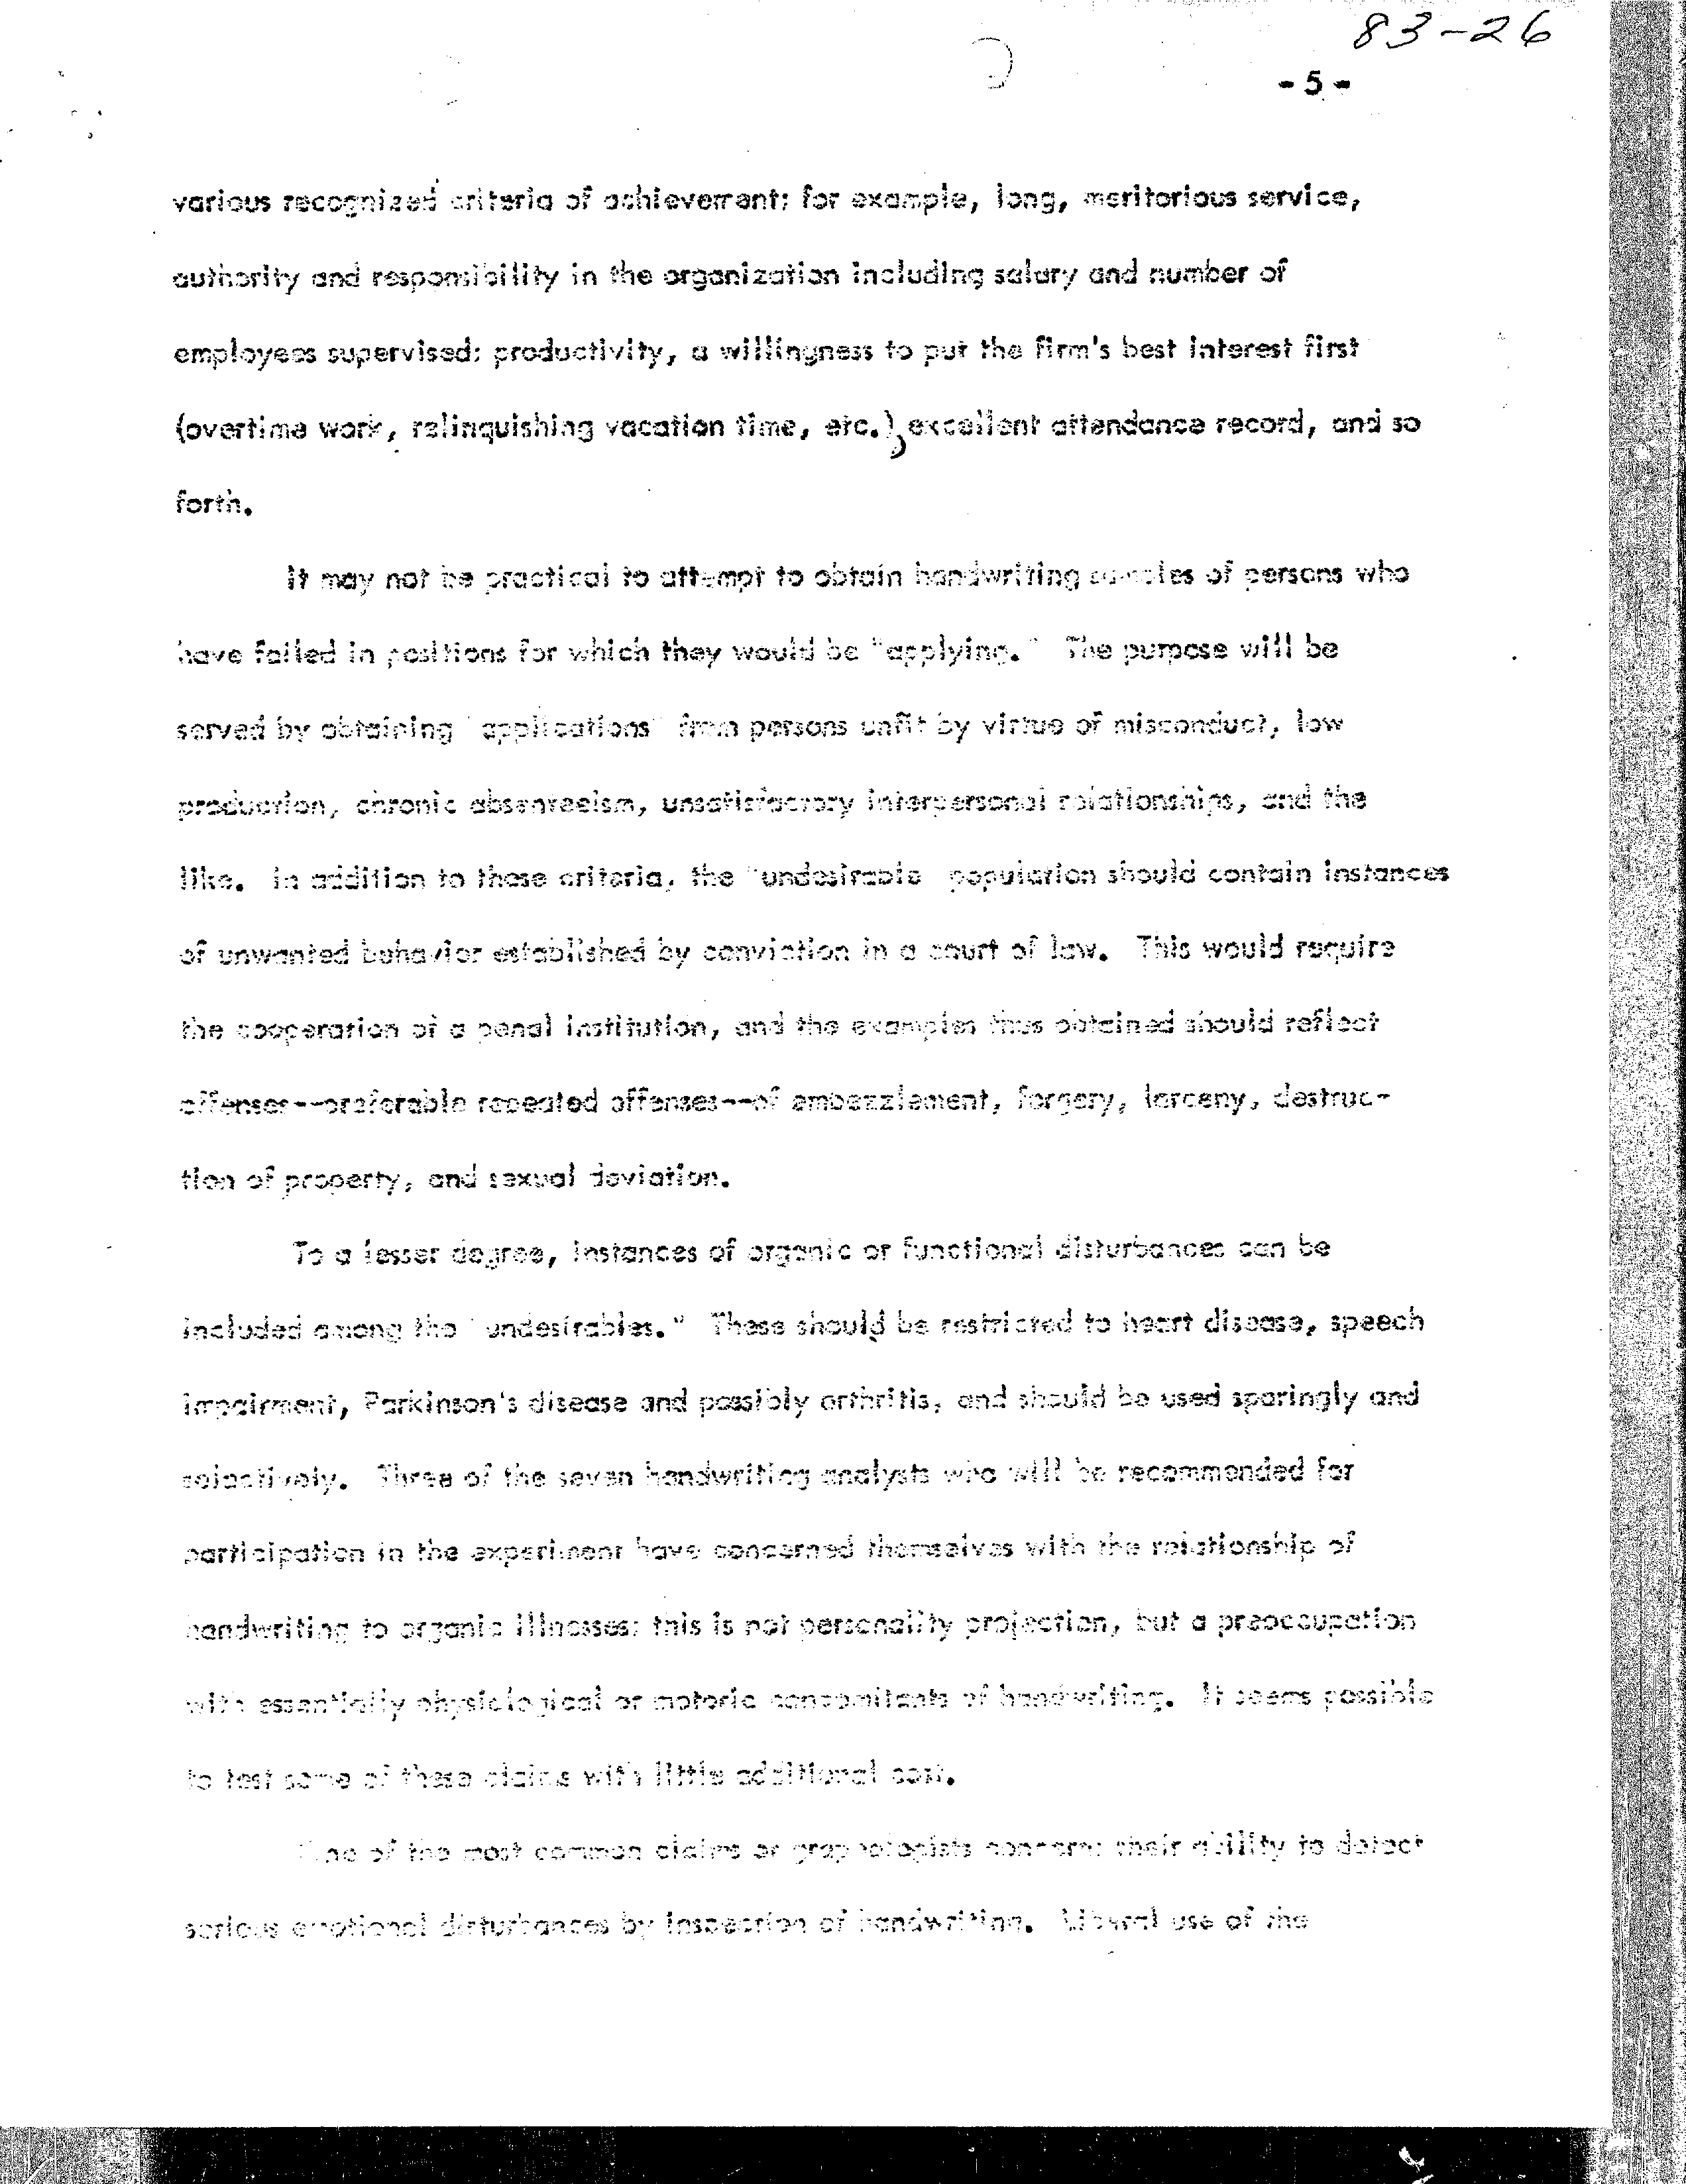 83-26
- 5 -
various recognized criteria of achievement; for example, long, meritorious service,
authority and responsibility in the organization including salary and number of
employees supervised; productivity, a willingness to put the firm's best interest first
(overtime work, relinquishing vacation time, etc.), excellent attendance record, and so
forth.
It may not be practical to attempt to obtain handwriting samples of persons who
have failed in positions for which they would be "applying." The purpose will be
served by obtaining "applications" from persons unfit by virtue of misconduct, low
production, chronic absenteeism, unsatisfactory interpersonal relationships, and the
like. In addition to these criteria, the "undesirable" population should contain instances
of unwanted behavior established by conviction in a court of law. This would require
the cooperation of a penal institution, and the examples thus obtained should reflect
offenses--preferable repeated offenses--of embezzlement, forgery, larceny, destruc-
tion of property, and sexual deviation.
To a lesser degree, instances of organic or functional disturbances can be
included among the "undesirables." These should be restricted to heart disease, speech
impairment, Parkinson's disease and possibly arthritis, and should be used sparingly and
selectively. Three of the seven handwriting analysts who will be recommended for
participation in the experiment have concerned themselves with the relationship of
handwriting to organic illnesses; this is not personality projection, but a preoccupation
with essentially physiological or motoric concomitants of handwriting. It seems possible
to test some of these claims with little additional cost.
One of the most common claims of graphologists concerns their ability to detect
serious emotional disturbances by inspection of handwriting. Liberal use of the